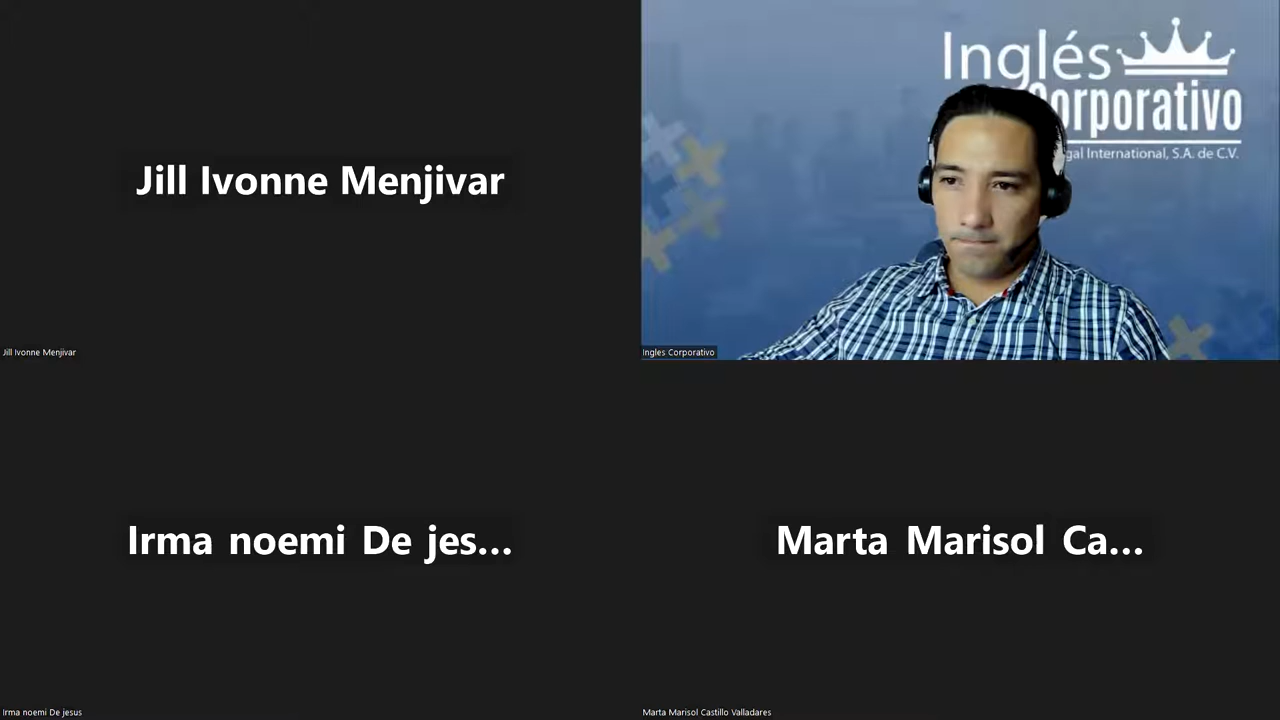 Jill Ivonne Menjivar
Jill Ivonne Menjivar
Inglés
Corporativo
gal International, S.A. de C.V.
Ingles Corporativo
Irma noemi De jes...
Irma noemi De jesus
Marta Marisol Ca...
Marta Marisol Castillo Valladares